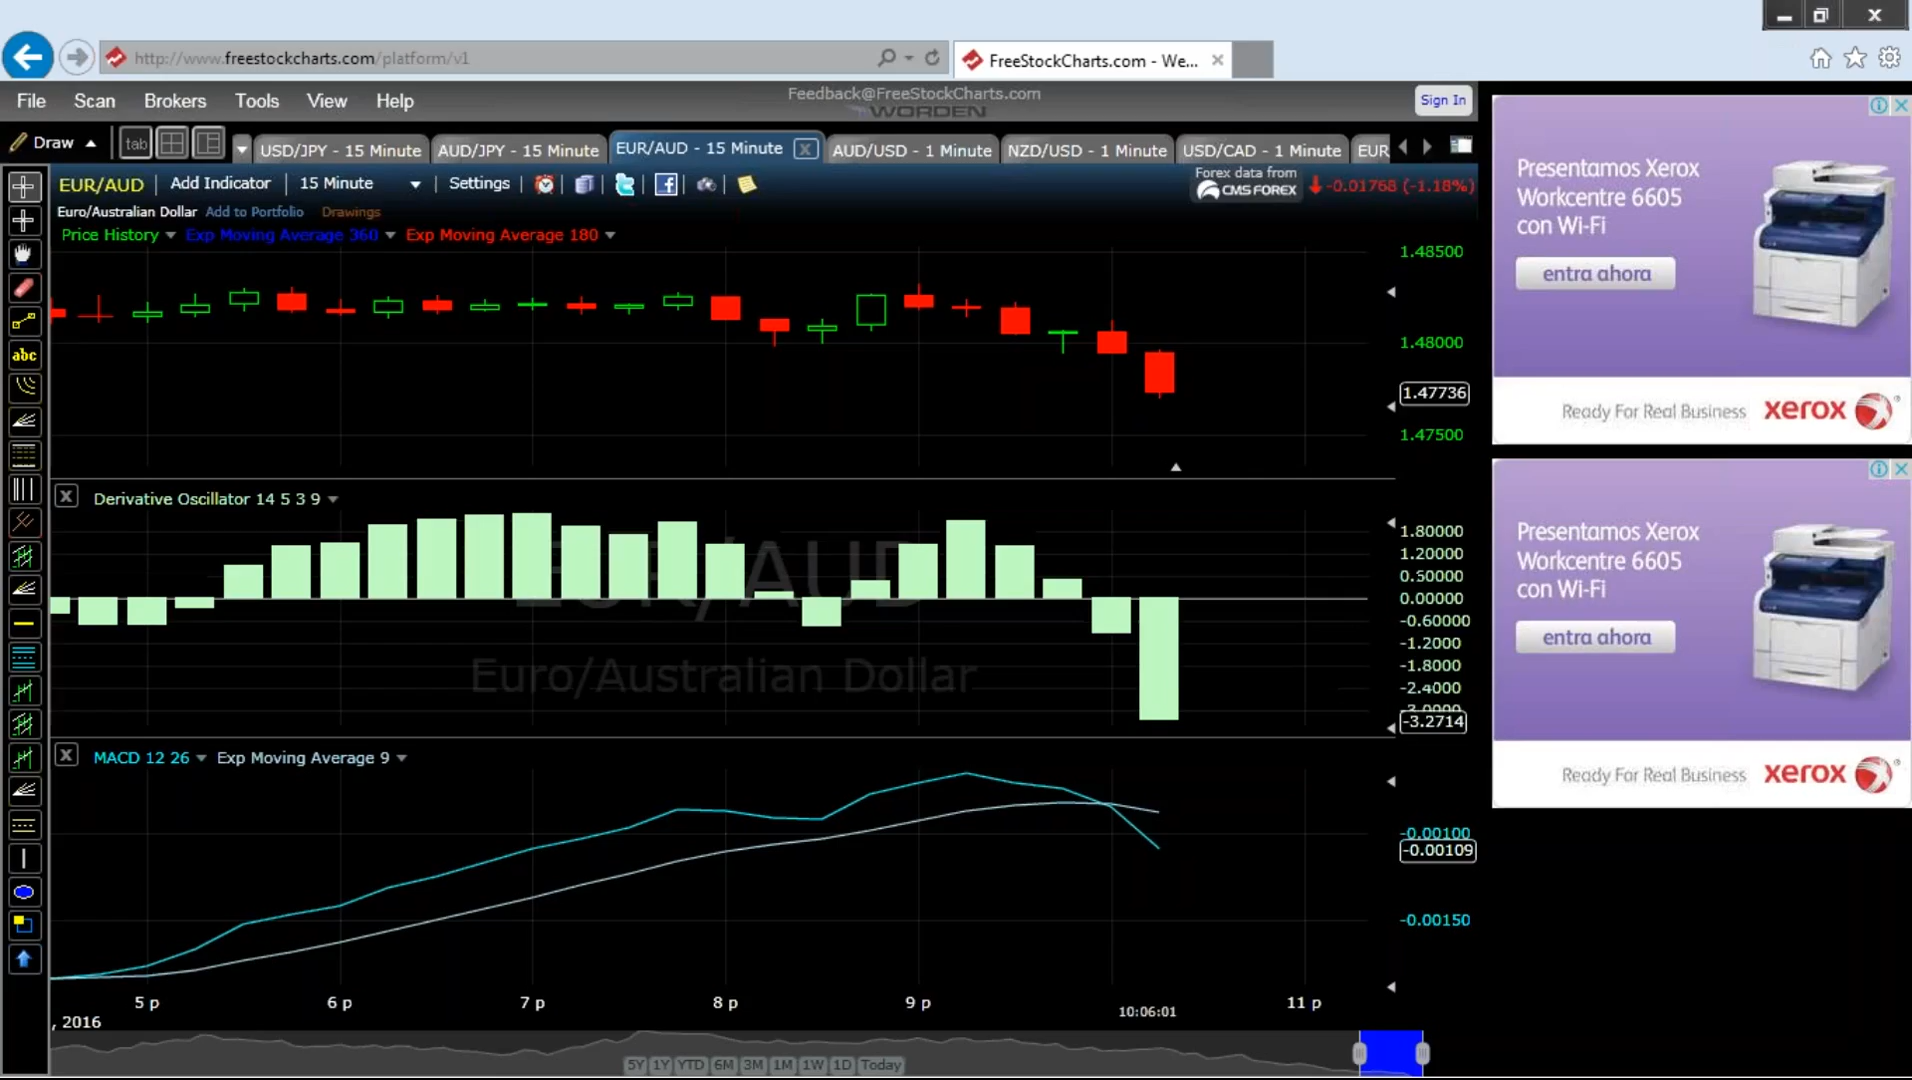 http://www.freestockcharts.com/platform/v1
FreeStockCharts.com - We...
File Scan Brokers Tools View Help
Feedback@FreeStockCharts.com
WORDEN
Sign In
Draw
tab
USD/JPY - 15 Minute
AUD/JPY - 15 Minute
EUR/AUD - 15 Minute
AUD/USD - 1 Minute
NZD/USD - 1 Minute
USD/CAD - 1 Minute
EUR
EUR/AUD Add Indicator 15 Minute Settings
Forex data from
CMS FOREX
-0.01768 (-1.18%)
Euro/Australian Dollar Add to Portfolio Drawings
Price History Exp Moving Average 360 Exp Moving Average 180
abc
1.48500
1.48000
1.47736
1.47500
Derivative Oscillator 14 5 3 9
EUR/AUD
Euro/Australian Dollar
1.80000
1.20000
0.50000
0.00000
-0.60000
-1.2000
-1.8000
-2.4000
-3.0000
-3.2714
MACD 12 26 Exp Moving Average 9
-0.00100
-0.00109
-0.00150
5 p 6 p 7 p 8 p 9 p 10:06:01 11 p
, 2016
5Y 1Y YTD 6M 3M 1M 1W 1D Today
Presentamos Xerox
Workcentre 6605
con Wi-Fi
entra ahora
Ready For Real Business xerox
Presentamos Xerox
Workcentre 6605
con Wi-Fi
entra ahora
Ready For Real Business xerox